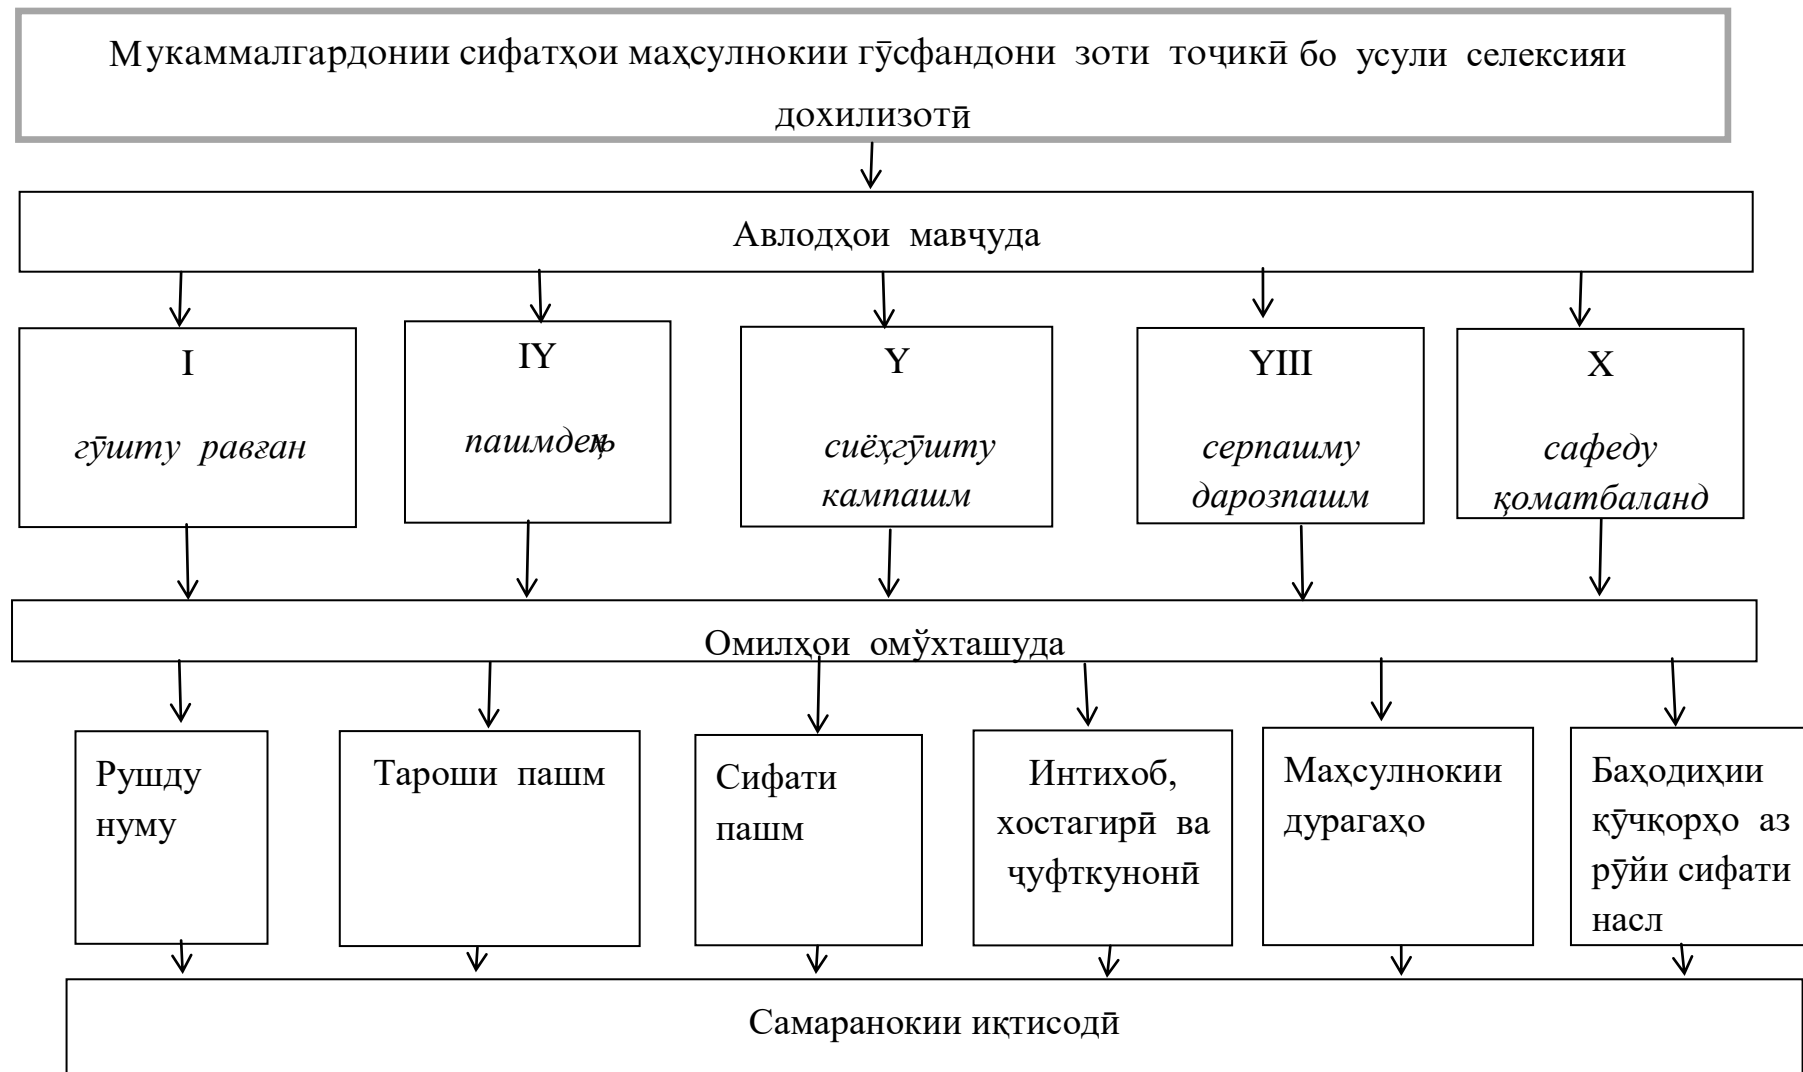 Мукаммалгардонии сифатҳои маҳсулнокии гӯсфандони зоти тоҷикӣ бо усули селексияи
дохилизотӣ
Авлодҳои мавҷуда
I
гӯшту равған
IY
Y
сиёҳгӯшту
кампашм
YIII
серпашму
дарозпашм
X
сафеду
қоматбаланд
Омилҳои омӯхташуда
Рушду
нуму
Тароши пашм
Сифати
пашм
Интихоб,
хостагирӣ ва
ҷуфткунонӣ
Маҳсулнокии
дурагаҳо
Баҳодиҳии
қӯчқорҳо аз
рӯйи сифати
насл
Самаранокии иқтисодӣ